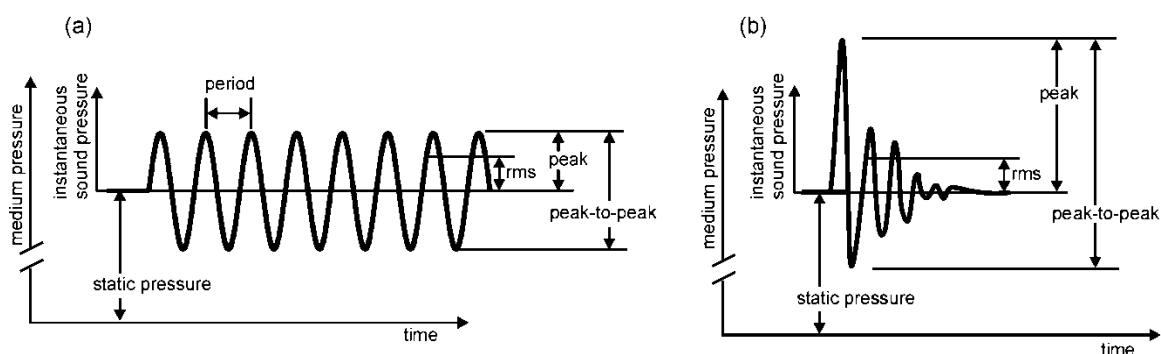 (a)
medium pressure
instantaneous
sound pressure
period
rms
peak
peak-to-peak
static pressure
time
(b)
medium pressure
instantaneous
sound pressure
rms
peak
peak-to-peak
static pressure
time